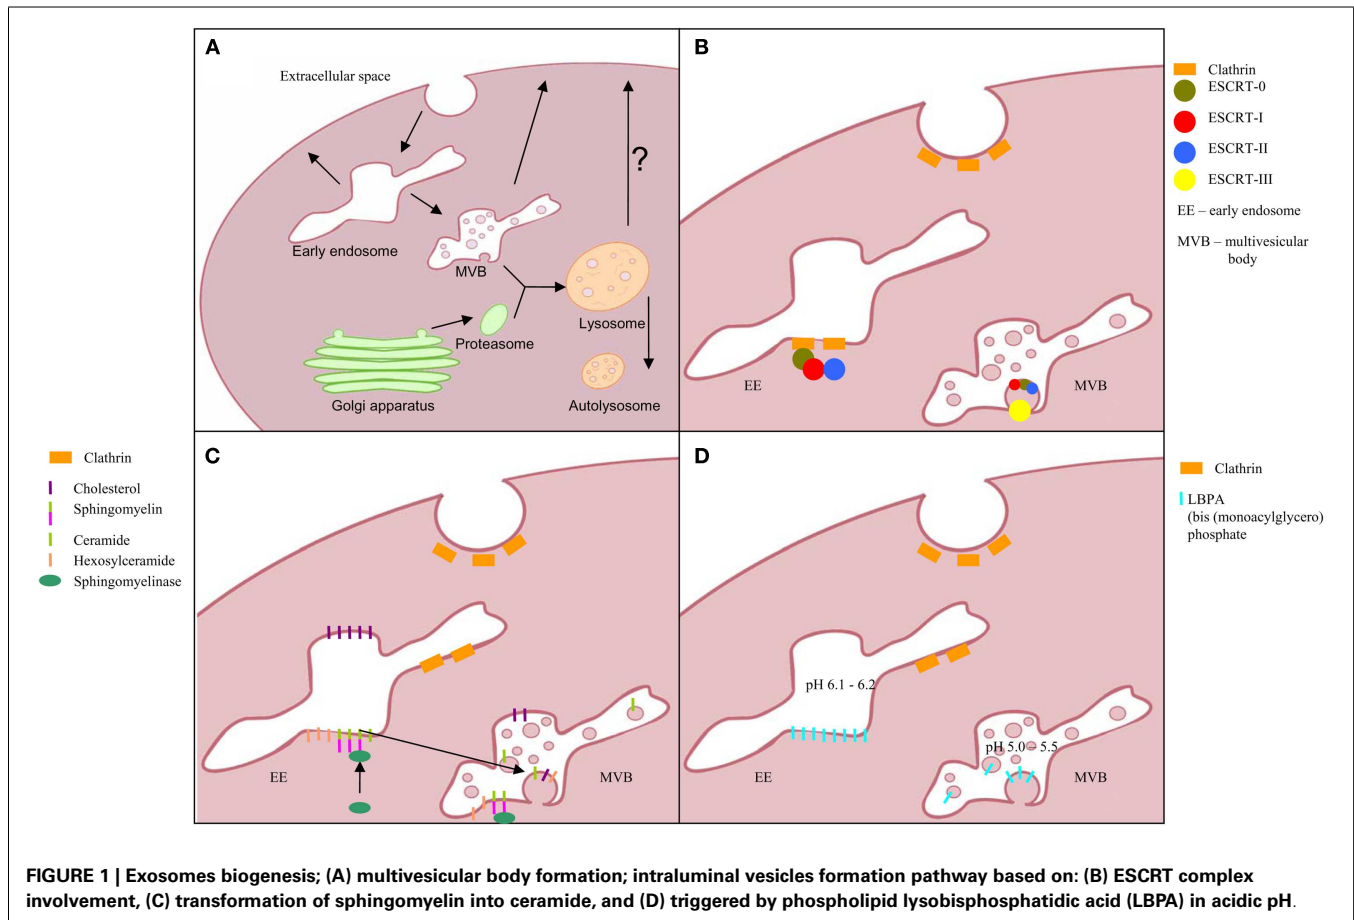 A
Extracellular space
?
Early endosome
MVB
Lysosome
Proteasome
Golgi apparatus
Autolysosome
B
EE
MVB
Clathrin
ESCRT-0
ESCRT-I
ESCRT-II
ESCRT-III
EE – early endosome
MVB – multivesicular
body
Clathrin
Cholesterol
Sphingomyelin
Ceramide
Hexosylceramide
Sphingomyelinase
C
EE
MVB
D
pH 6.1 - 6.2
pH 5.0 – 5.5
EE
MVB
Clathrin
LBPA
(bis (monoacylglycero)
phosphate
FIGURE 1 | Exosomes biogenesis; (A) multivesicular body formation; intraluminal vesicles formation pathway based on: (B) ESCRT complex
involvement, (C) transformation of sphingomyelin into ceramide, and (D) triggered by phospholipid lysobisphosphatidic acid (LBPA) in acidic pH.